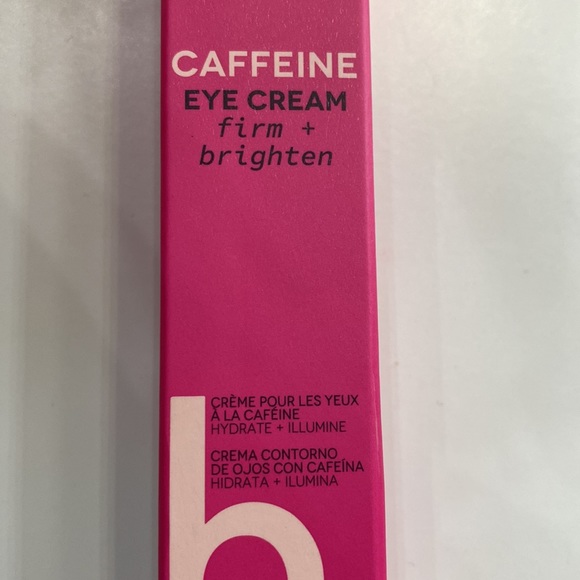 CAFFEINE
EYE CREAM
firm +
brighten
CRÈME POUR LES YEUX
À LA CAFÉINE
HYDRATE + ILLUMINE
CREMA CONTORNO
DE OJOS CON CAFEÍNA
HIDRATA + ILUMINA
b